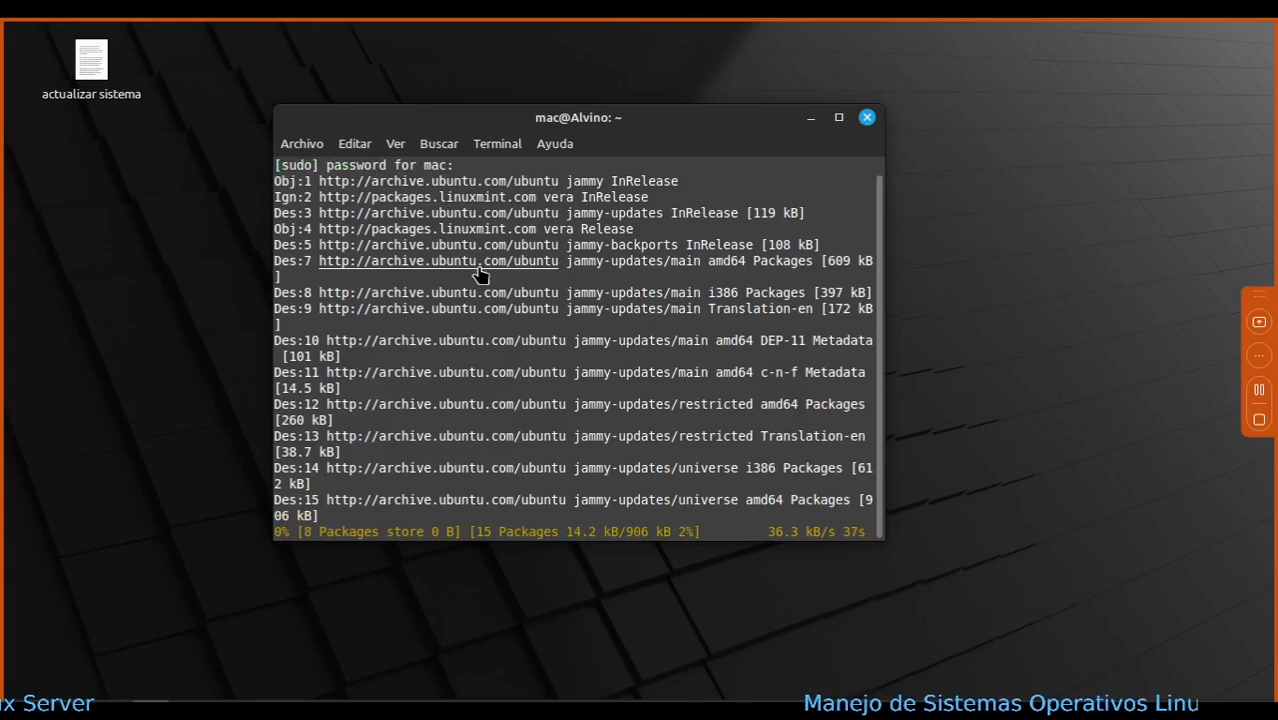 actualizar sistema
mac@Alvino: ~
Archivo Editar Ver Buscar Terminal Ayuda
[sudo] password for mac:
Obj:1 http://archive.ubuntu.com/ubuntu jammy InRelease
Ign:2 http://packages.linuxmint.com vera InRelease
Des:3 http://archive.ubuntu.com/ubuntu jammy-updates InRelease [119 kB]
Obj:4 http://packages.linuxmint.com vera Release
Des:5 http://archive.ubuntu.com/ubuntu jammy-backports InRelease [108 kB]
Des:7 http://archive.ubuntu.com/ubuntu jammy-updates/main amd64 Packages [609 kB
]
Des:8 http://archive.ubuntu.com/ubuntu jammy-updates/main i386 Packages [397 kB]
Des:9 http://archive.ubuntu.com/ubuntu jammy-updates/main Translation-en [172 kB
]
Des:10 http://archive.ubuntu.com/ubuntu jammy-updates/main amd64 DEP-11 Metadata
[101 kB]
Des:11 http://archive.ubuntu.com/ubuntu jammy-updates/main amd64 c-n-f Metadata
[14.5 kB]
Des:12 http://archive.ubuntu.com/ubuntu jammy-updates/restricted amd64 Packages
[260 kB]
Des:13 http://archive.ubuntu.com/ubuntu jammy-updates/restricted Translation-en
[38.7 kB]
Des:14 http://archive.ubuntu.com/ubuntu jammy-updates/universe i386 Packages [61
2 kB]
Des:15 http://archive.ubuntu.com/ubuntu jammy-updates/universe amd64 Packages [9
06 kB]
0% [8 Packages store 0 B] [15 Packages 14.2 kB/906 kB 2%] 36.3 kB/s 37s
ux Server Manejo de Sistemas Operativos Linu